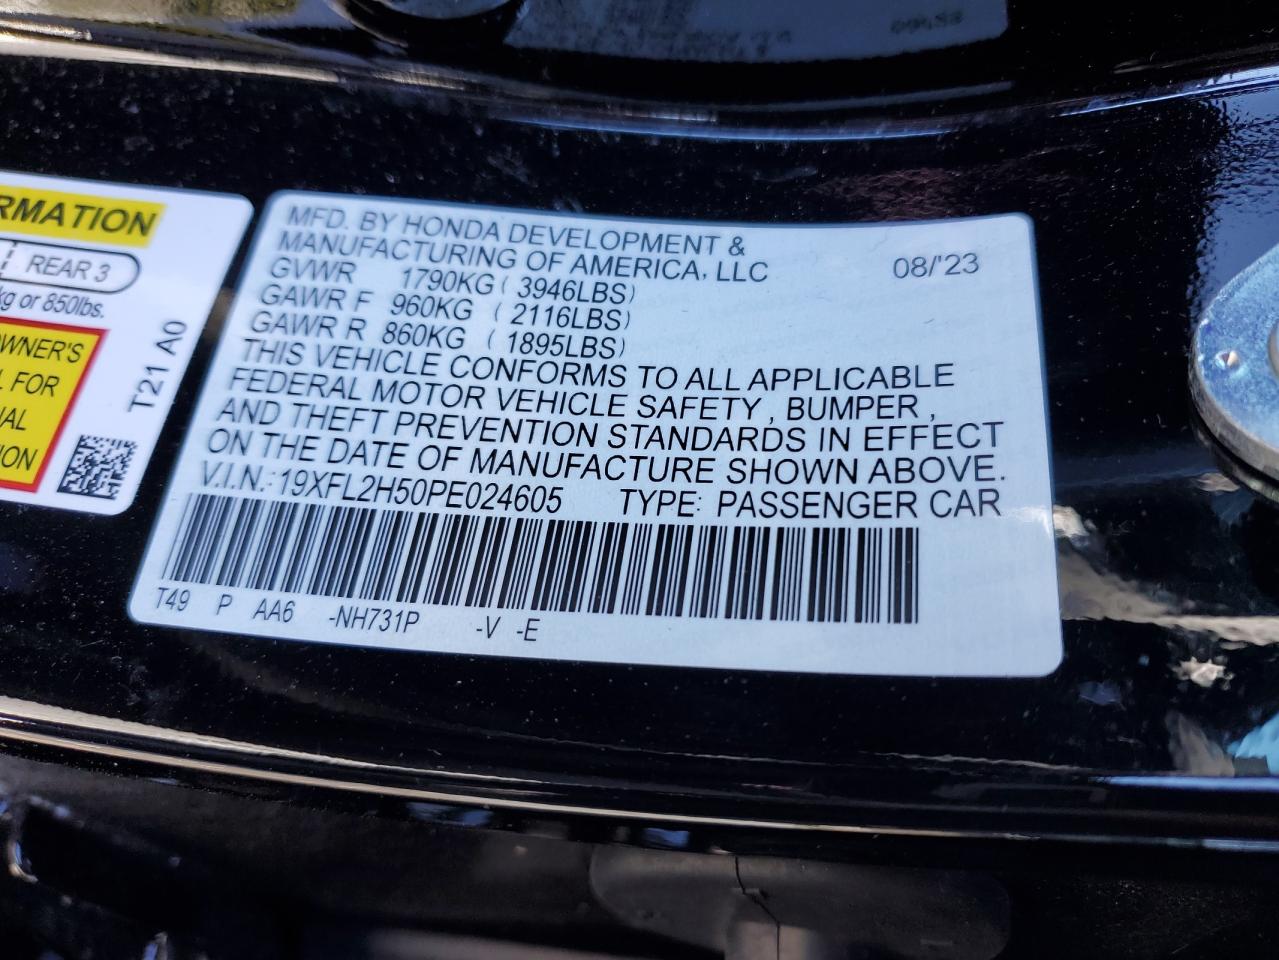 RMATION
REAR 3
kg or 850lbs.
OWNER'S
L FOR
NAL
ION
T21 A0
MFD. BY HONDA DEVELOPMENT &
MANUFACTURING OF AMERICA, LLC 08/'23
GVWR 1790KG ( 3946LBS)
GAWR F 960KG ( 2116LBS)
GAWR R 860KG ( 1895LBS)
THIS VEHICLE CONFORMS TO ALL APPLICABLE
FEDERAL MOTOR VEHICLE SAFETY , BUMPER ,
AND THEFT PREVENTION STANDARDS IN EFFECT
ON THE DATE OF MANUFACTURE SHOWN ABOVE.
V.I.N.: 19XFL2H50PE024605 TYPE: PASSENGER CAR
T49 P AA6 -NH731P -V -E